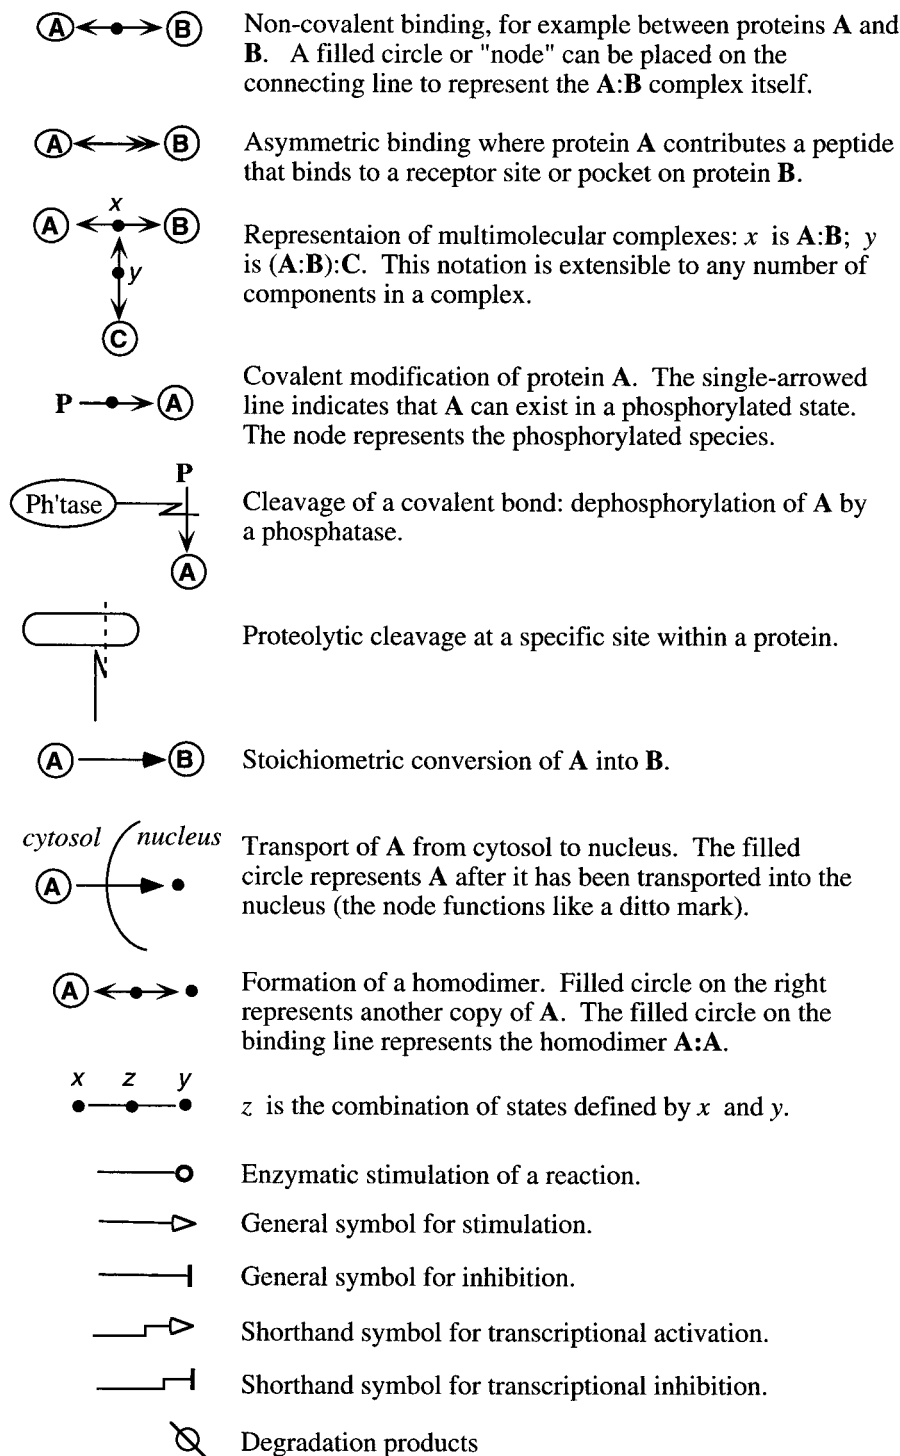 A B Non-covalent binding, for example between proteins A and
B. A filled circle or "node" can be placed on the
connecting line to represent the A:B complex itself.
A B Asymmetric binding where protein A contributes a peptide
that binds to a receptor site or pocket on protein B.
x
A B Representaion of multimolecular complexes: x is A:B; y
y is (A:B):C. This notation is extensible to any number of
components in a complex.
C
Covalent modification of protein A. The single-arrowed
P A line indicates that A can exist in a phosphorylated state.
The node represents the phosphorylated species.
P
Ph'tase Cleavage of a covalent bond: dephosphorylation of A by
a phosphatase.
A
Proteolytic cleavage at a specific site within a protein.
A B Stoichiometric conversion of A into B.
cytosol nucleus Transport of A from cytosol to nucleus. The filled
A circle represents A after it has been transported into the
nucleus (the node functions like a ditto mark).
A Formation of a homodimer. Filled circle on the right
represents another copy of A. The filled circle on the
binding line represents the homodimer A:A.
x z y
z is the combination of states defined by x and y.
Enzymatic stimulation of a reaction.
General symbol for stimulation.
General symbol for inhibition.
Shorthand symbol for transcriptional activation.
Shorthand symbol for transcriptional inhibition.
Degradation products